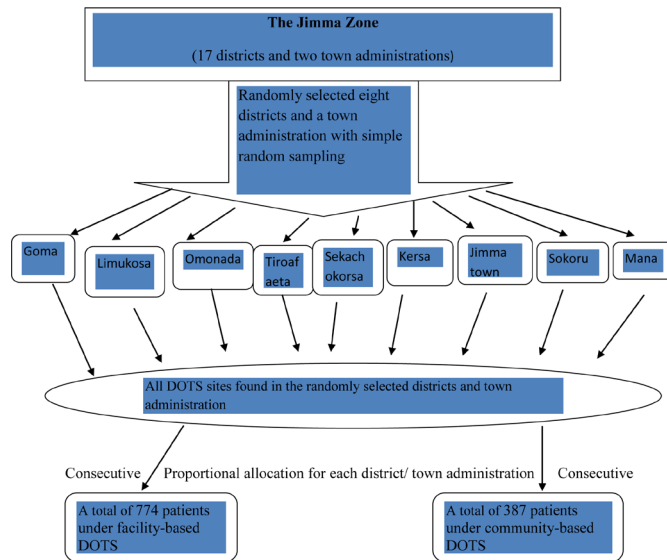 The Jimma Zone
(17 districts and two town administrations)
Randomly selected eight
districts and a town
administration with simple
random sampling
Goma
Limukosa
Omonada
Tiroaf
aeta
Sekach
okorsa
Kersa
Jimma
town
Sokoru
Mana
All DOTS sites found in the randomly selected districts and town
administration
Consecutive
Proportional allocation for each district/ town administration
Consecutive
A total of 774 patients
under facility-based
DOTS
A total of 387 patients
under community-based
DOTS